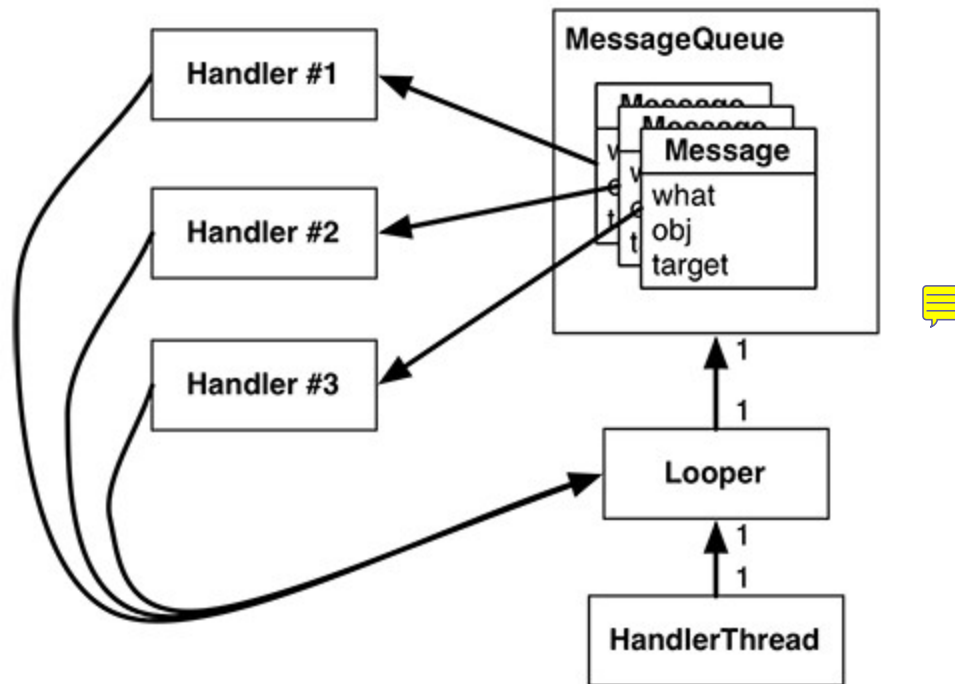 MessageQueue
Handler #1
Message
Message
Message
what
obj
target
Handler #2
Handler #3
1
1
Looper
1
1
HandlerThread